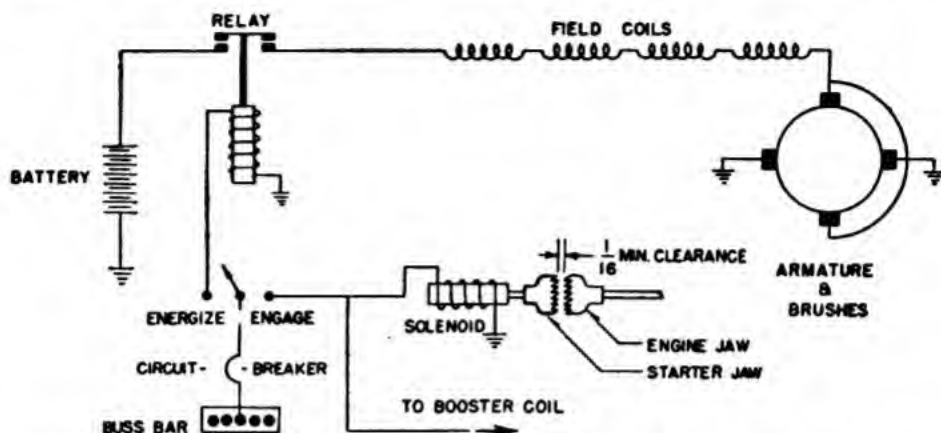 RELAY
FIELD COILS
BATTERY
1/16 MIN. CLEARANCE
ARMATURE
&
BRUSHES
ENERGIZE ENGAGE
SOLENOID
ENGINE JAW
STARTER JAW
CIRCUIT- -BREAKER
TO BOOSTER COIL
BUSS BAR